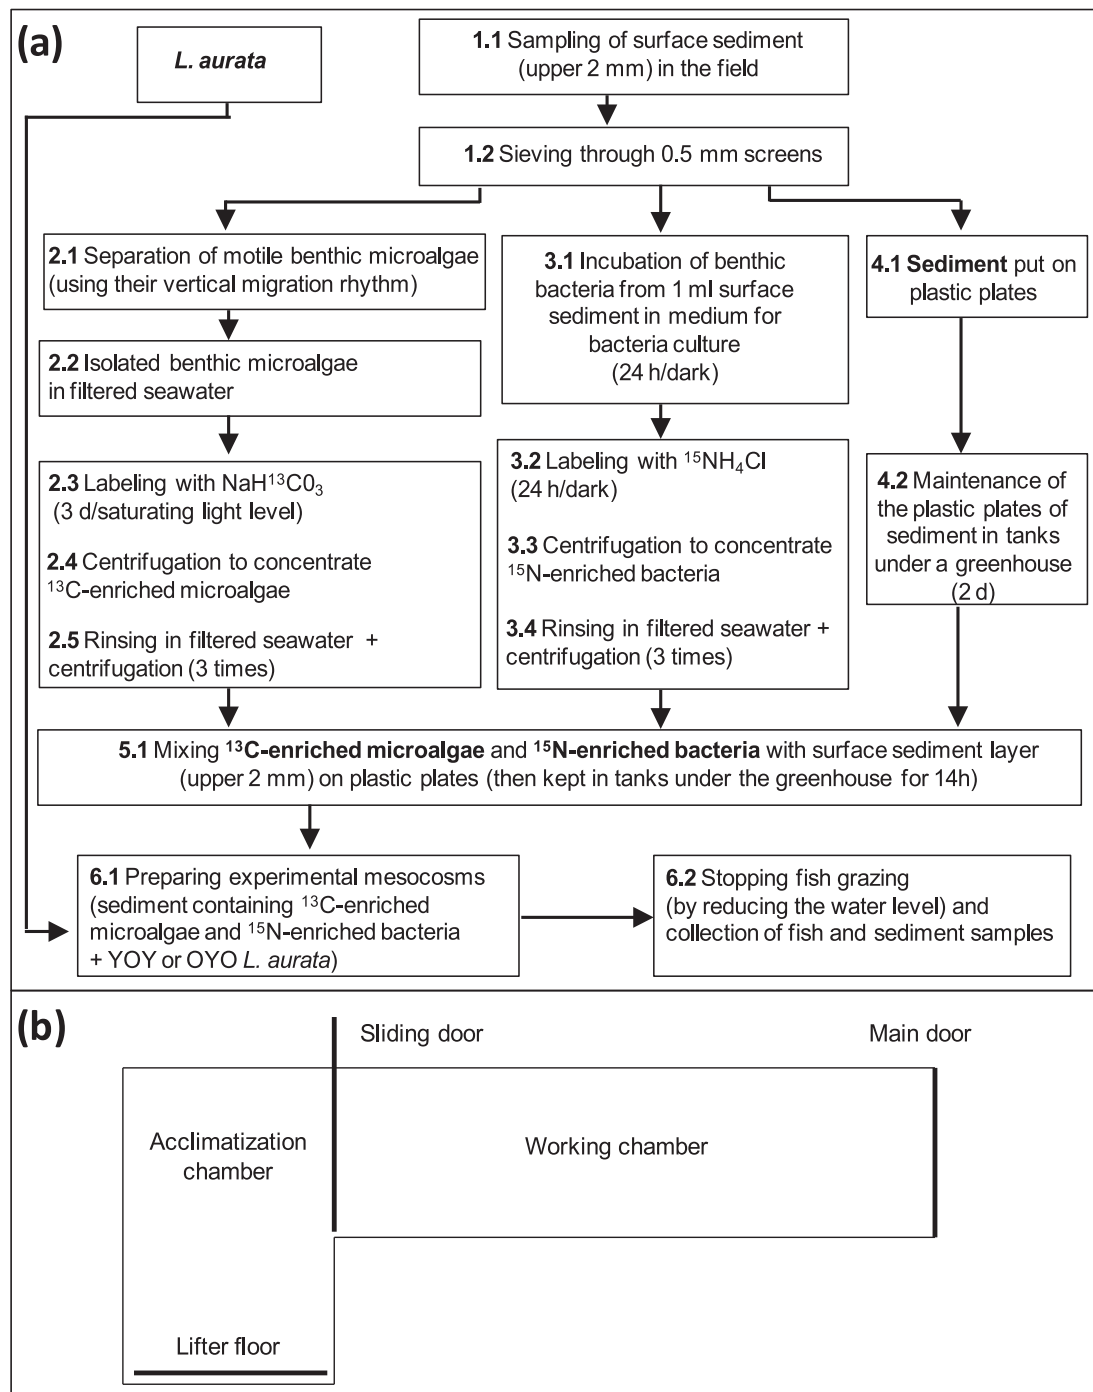 (a)
L. aurata
1.1 Sampling of surface sediment
(upper 2 mm) in the field
1.2 Sieving through 0.5 mm screens
2.1 Separation of motile benthic microalgae
(using their vertical migration rhythm)
2.2 Isolated benthic microalgae
in filtered seawater
2.3 Labeling with NaH¹³C0₃
(3 d/saturating light level)
2.4 Centrifugation to concentrate
¹³C-enriched microalgae
2.5 Rinsing in filtered seawater +
centrifugation (3 times)
3.1 Incubation of benthic
bacteria from 1 ml surface
sediment in medium for
bacteria culture
(24 h/dark)
3.2 Labeling with ¹⁵NH₄Cl
(24 h/dark)
3.3 Centrifugation to concentrate
¹⁵N-enriched bacteria
3.4 Rinsing in filtered seawater +
centrifugation (3 times)
4.1 Sediment put on
plastic plates
4.2 Maintenance of
the plastic plates of
sediment in tanks
under a greenhouse
(2 d)
5.1 Mixing ¹³C-enriched microalgae and ¹⁵N-enriched bacteria with surface sediment layer
(upper 2 mm) on plastic plates (then kept in tanks under the greenhouse for 14h)
6.1 Preparing experimental mesocosms
(sediment containing ¹³C-enriched
microalgae and ¹⁵N-enriched bacteria
+ YOY or OYO L. aurata)
6.2 Stopping fish grazing
(by reducing the water level) and
collection of fish and sediment samples
(b)
Sliding door
Main door
Acclimatization
chamber
Working chamber
Lifter floor